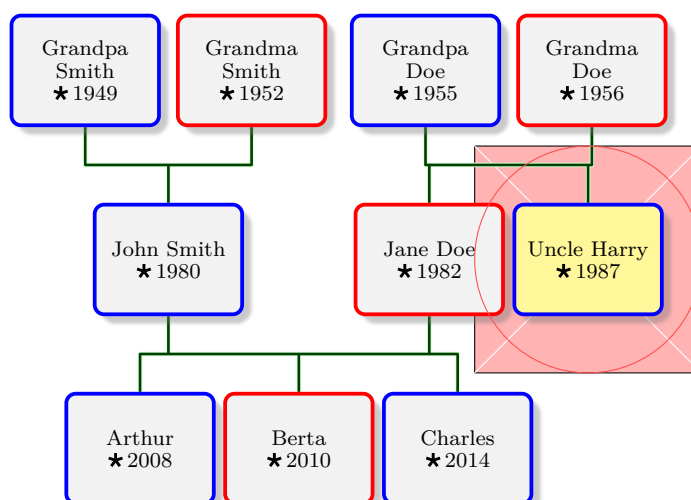 Grandpa
Smith
★ 1949
Grandma
Smith
★ 1952
Grandpa
Doe
★ 1955
Grandma
Doe
★ 1956
John Smith
★ 1980
Jane Doe
★ 1982
Uncle Harry
★ 1987
Arthur
★ 2008
Berta
★ 2010
Charles
★ 2014